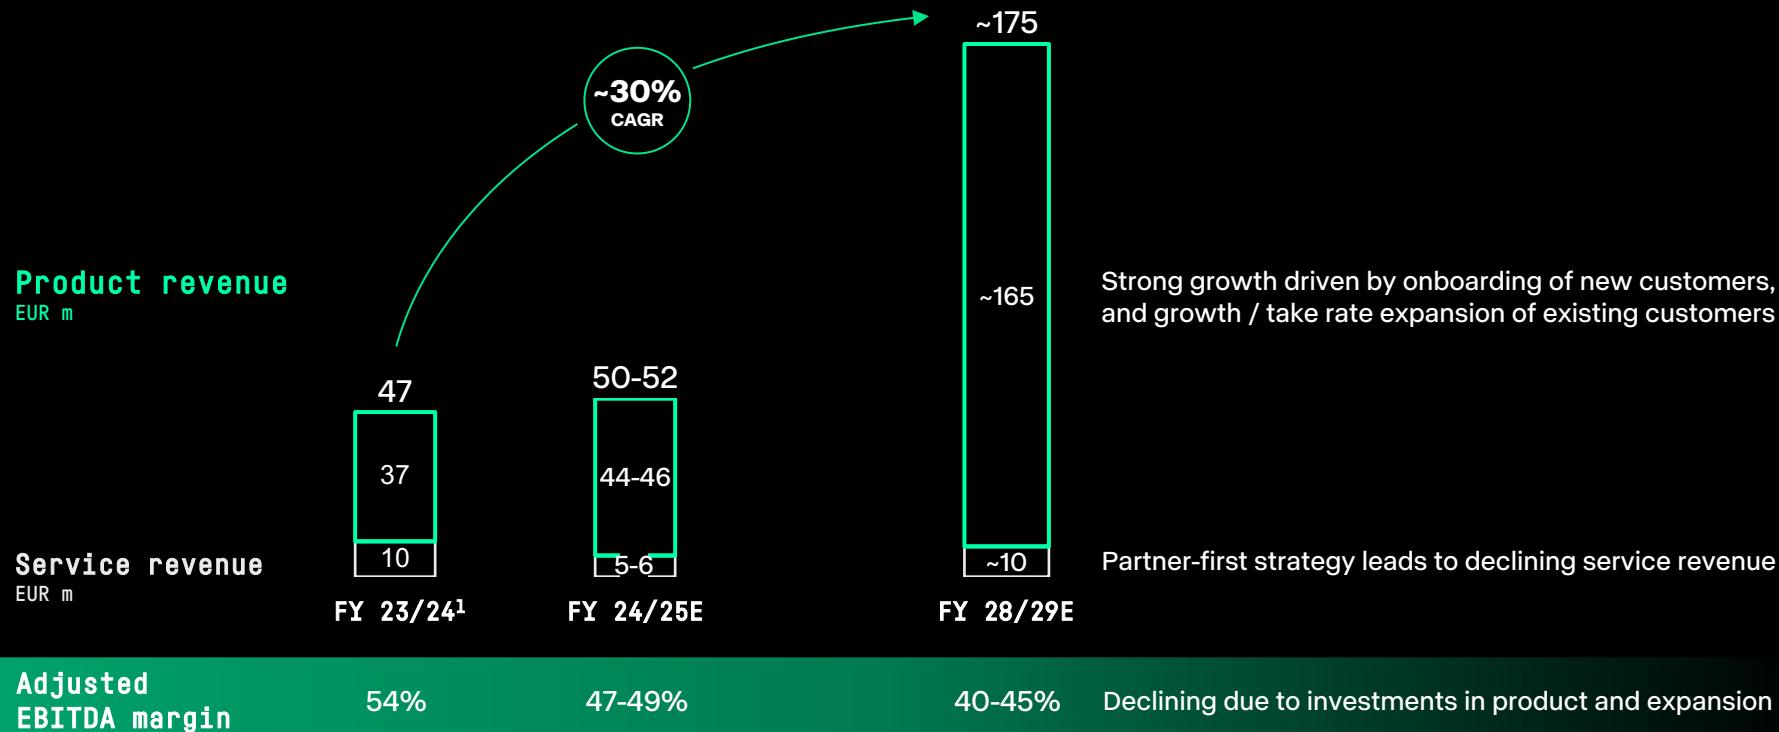 ~175
~30%
CAGR
Product revenue
EUR m
~165
Strong growth driven by onboarding of new customers,
and growth / take rate expansion of existing customers
47
50-52
37
44-46
Service revenue
EUR m
10
5-6
~10
Partner-first strategy leads to declining service revenue
FY 23/24¹
FY 24/25E
FY 28/29E
Adjusted
EBITDA margin
54%
47-49%
40-45%
Declining due to investments in product and expansion